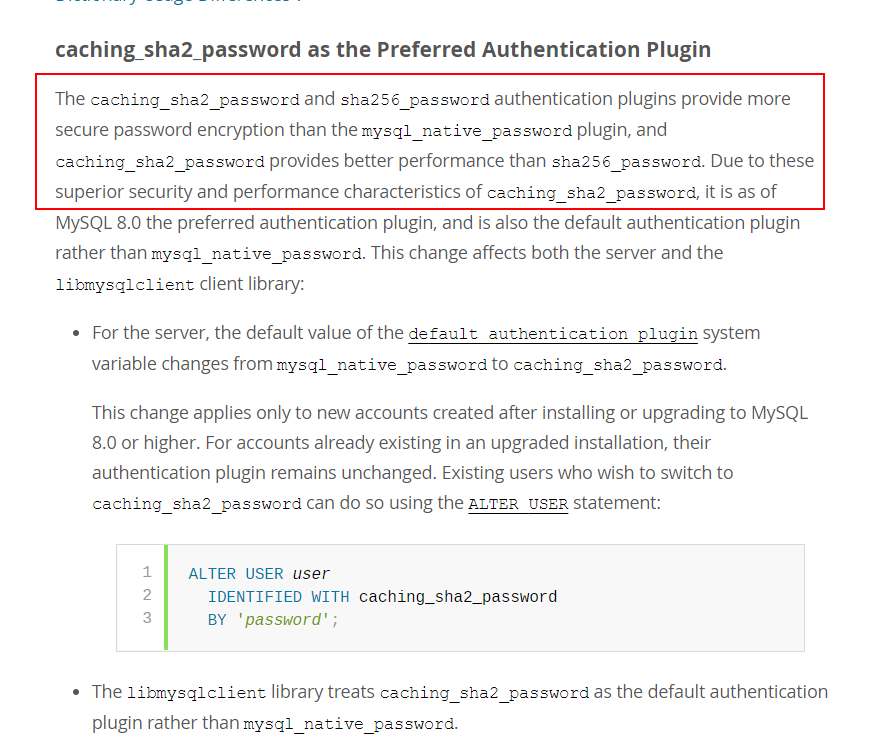 caching_sha2_password as the Preferred Authentication Plugin
The caching_sha2_password and sha256_password authentication plugins provide more
secure password encryption than the mysql_native_password plugin, and
caching_sha2_password provides better performance than sha256_password. Due to these
superior security and performance characteristics of caching_sha2_password, it is as of
MySQL 8.0 the preferred authentication plugin, and is also the default authentication plugin
rather than mysql_native_password. This change affects both the server and the
libmysqlclient client library:
• For the server, the default value of the default_authentication_plugin system
variable changes from mysql_native_password to caching_sha2_password.
This change applies only to new accounts created after installing or upgrading to MySQL
8.0 or higher. For accounts already existing in an upgraded installation, their
authentication plugin remains unchanged. Existing users who wish to switch to
caching_sha2_password can do so using the ALTER USER statement:
1 ALTER USER user
2 IDENTIFIED WITH caching_sha2_password
3 BY 'password';
• The libmysqlclient library treats caching_sha2_password as the default authentication
plugin rather than mysql_native_password.